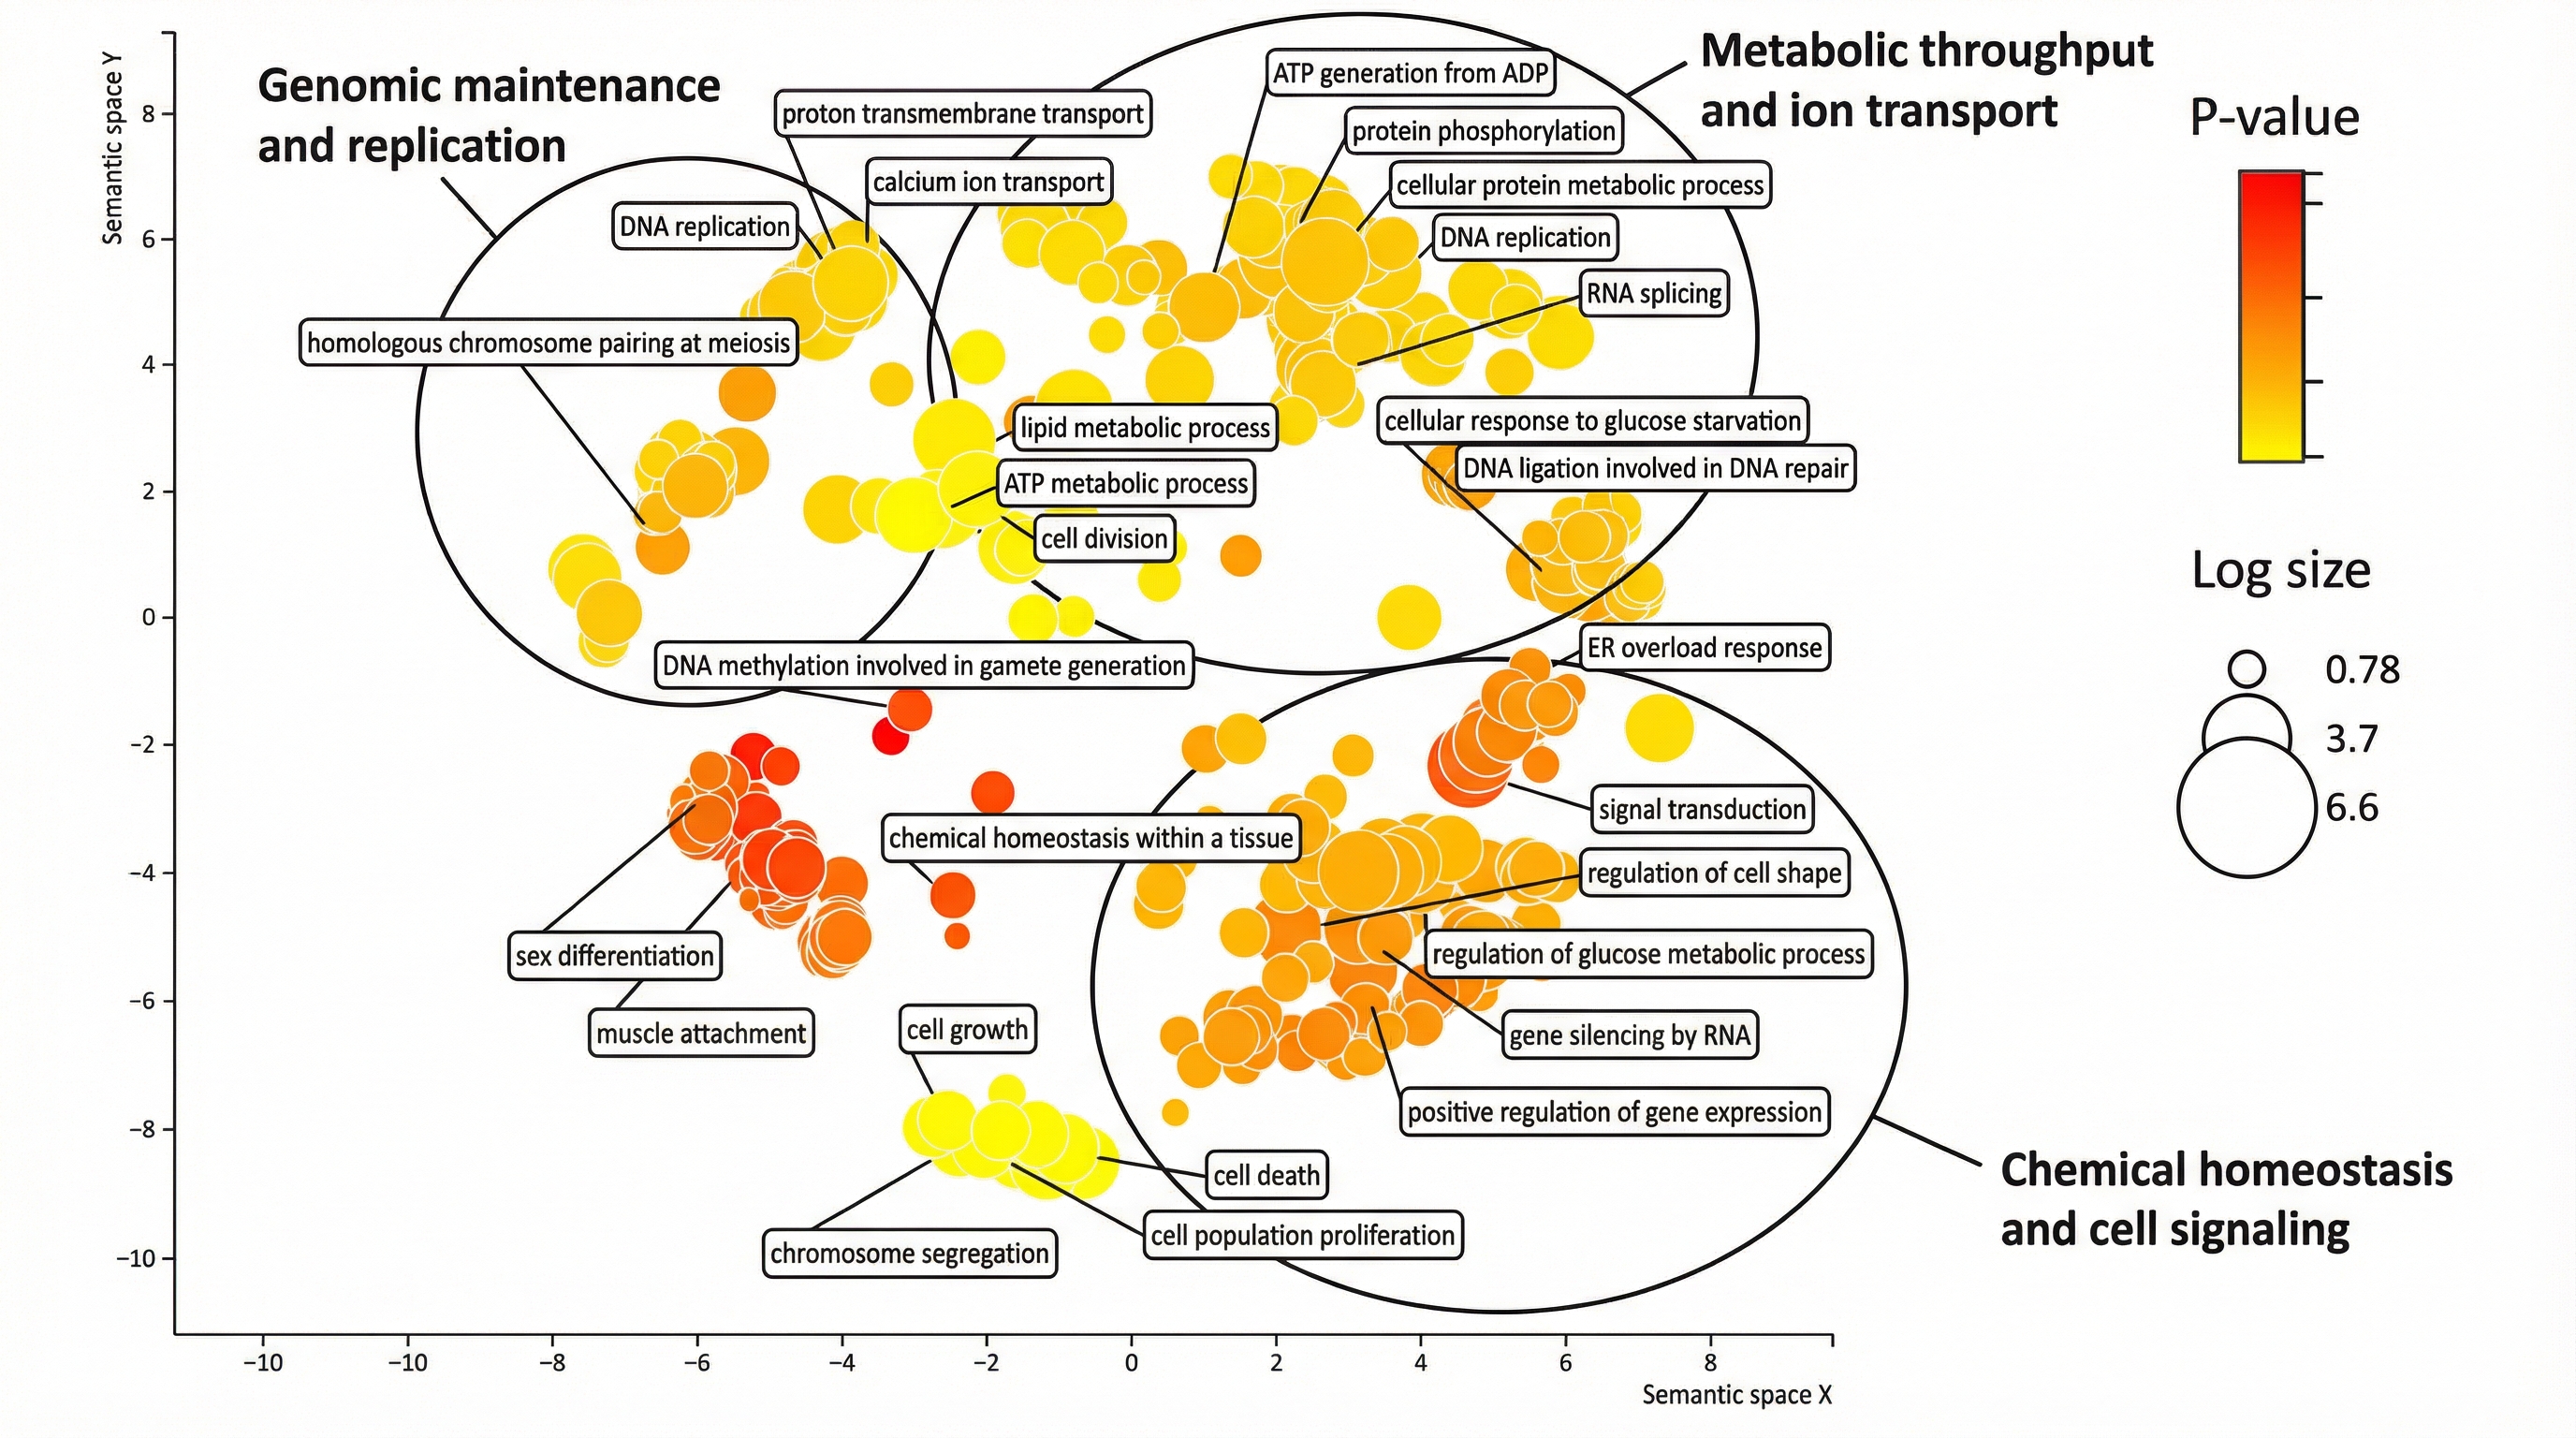 Semantic space Y
8
6
4
2
0
−2
−4
−6
−8
−10
Genomic maintenance
and replication
Metabolic throughput
and ion transport
ATP generation from ADP
proton transmembrane transport
protein phosphorylation
calcium ion transport
cellular protein metabolic process
DNA replication
DNA replication
RNA splicing
homologous chromosome pairing at meiosis
lipid metabolic process
cellular response to glucose starvation
DNA ligation involved in DNA repair
ATP metabolic process
cell division
DNA methylation involved in gamete generation
ER overload response
signal transduction
chemical homeostasis within a tissue
regulation of cell shape
sex differentiation
regulation of glucose metabolic process
muscle attachment
cell growth
gene silencing by RNA
positive regulation of gene expression
cell death
cell population proliferation
chromosome segregation
Chemical homeostasis
and cell signaling
P-value
Log size
0.78
3.7
6.6
−10
−10
−8
−6
−4
−2
0
2
4
6
8
Semantic space X